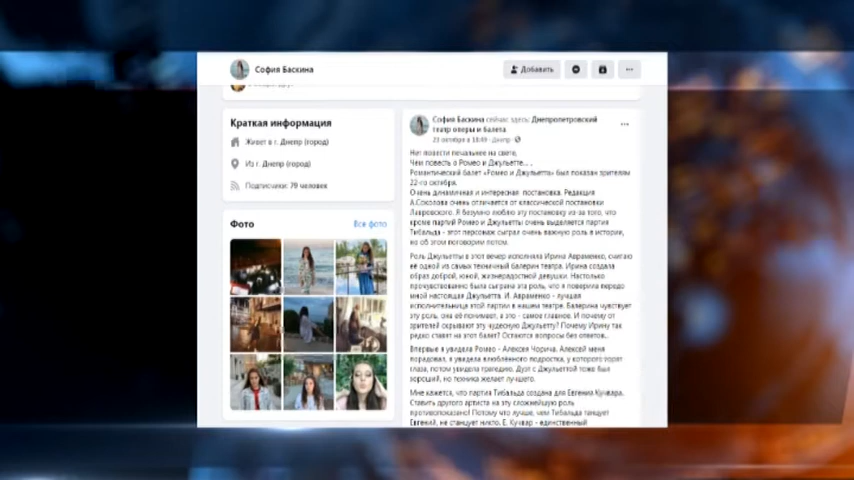 София Баскина
Добавить
Краткая информация
Живет в г. Днепр (город)
Из г. Днепр (город)
Подписчики: 79 человек
Фото
Все фото
София Баскина сейчас здесь: Днепропетровский
театр оперы и балета.
23 октября в 18:49 · Днепр ·
Нет повести печальнее на свете,
Чем повесть о Ромео и Джульетте... .
Романтический балет «Ромео и Джульетта» был показан зрителям
22-го октября.
Очень динамичная и интересная постановка. Редакция
А.Соколова очень отличается от классической постановки
Лавровского. Я безумно люблю эту постановку из-за того, что
кроме партий Ромео и Джульетты очень выделяется партия
Тибальда - этот персонаж сыграл очень важную роль в истории,
но об этом поговорим потом.
Роль Джульетты в этот вечер исполняла Ирина Авраменко, считаю
её одной из самых техничный балерин театра. Ирина создала
образ доброй, юной, жизнерадостной девушки. Настолько
прочувствованно была сыграна эта роль, что я поверила передо
мной настоящая Джульетта. И. Авраменко - лучшая
исполнительница этой партии в нашем театре. Балерина чувствует
эту роль, она её понимает, а это - самое главное. И почему от
зрителей скрывают эту чудесную Джульетту? Почему Ирину так
редко ставят на этот балет? Остаются вопросы без ответов..
Впервые я увидела Ромео - Алексея Чорича. Алексей меня
порадовал, я увидела влюблённого подростка, у которого горят
глаза, потом увидела трагедию. Дуэт с Джульеттой тоже был
хороший, но техника желает лучшего.
Мне кажется, что партия Тибальда создана для Евгения Кучвара.
Ставить другого артиста на эту сложнейшую роль
противопоказано! Потому что лучше, чем Тибальда танцует
Евгений, не станцует никто. Е. Кучвар - единственный